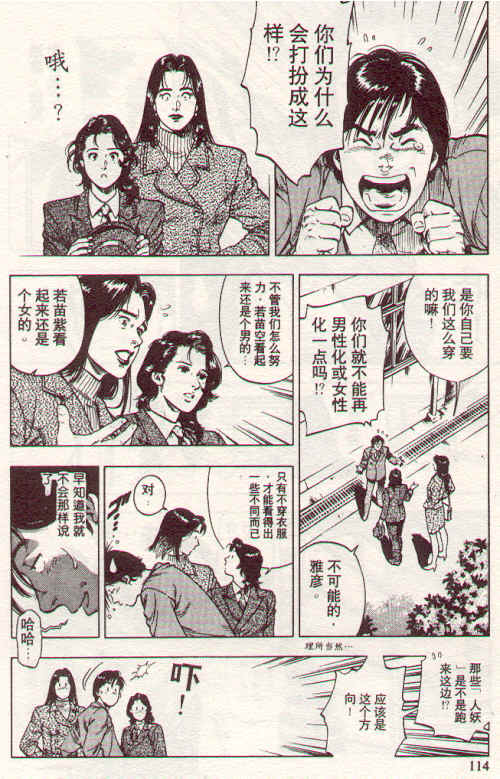 你们为什么
会打扮成这
样!?
哦…?
是你自己要
我们这么穿
的嘛!
你们就不能再
男性化或女性
化一点吗!?
不可能的,
雅彦。
不管我们怎么努
力,若苗空看起
来还是个男的…
若苗紫看
起来还是
个女的。
只有不穿衣服
,才能看得出
一些不同而已
对…
早知道我就
不会那样说
了
哈哈…
理所当然…
那些「人妖
」是不是跑
来这边!?
应该是
这个方
向!
吓!
114